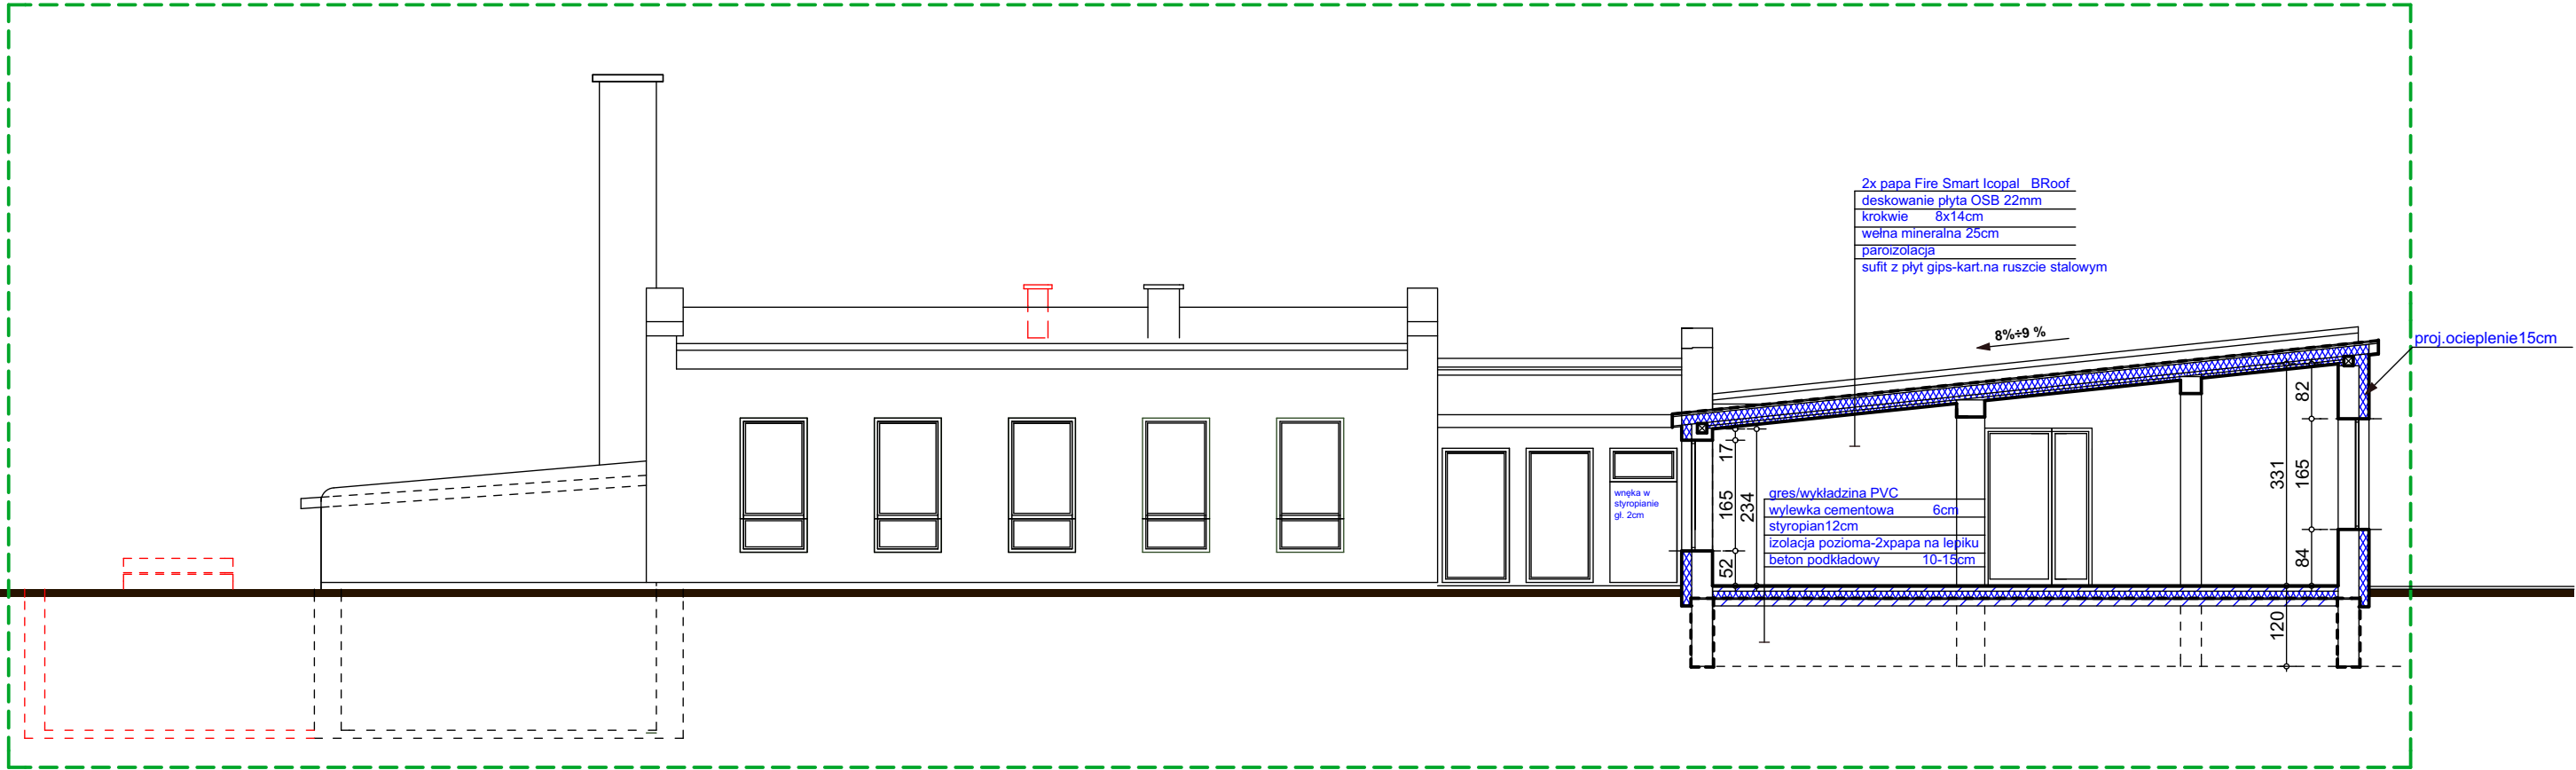 2x papa Fire Smart Icopal BRoof
deskowanie płyta OSB 22mm
krokwie 8x14cm
wełna mineralna 25cm
paroizolacja
sufit z płyt gips-kart.na ruszcie stalowym
8%÷9 %
proj.ocieplenie15cm
82
17
331
165
165
234
wnęka w
styropianie
gł. 2cm
gres/wykładzina PVC
wylewka cementowa 6cm
styropian12cm
izolacja pozioma-2xpapa na lepiku
beton podkładowy 10-15cm
52
84
120